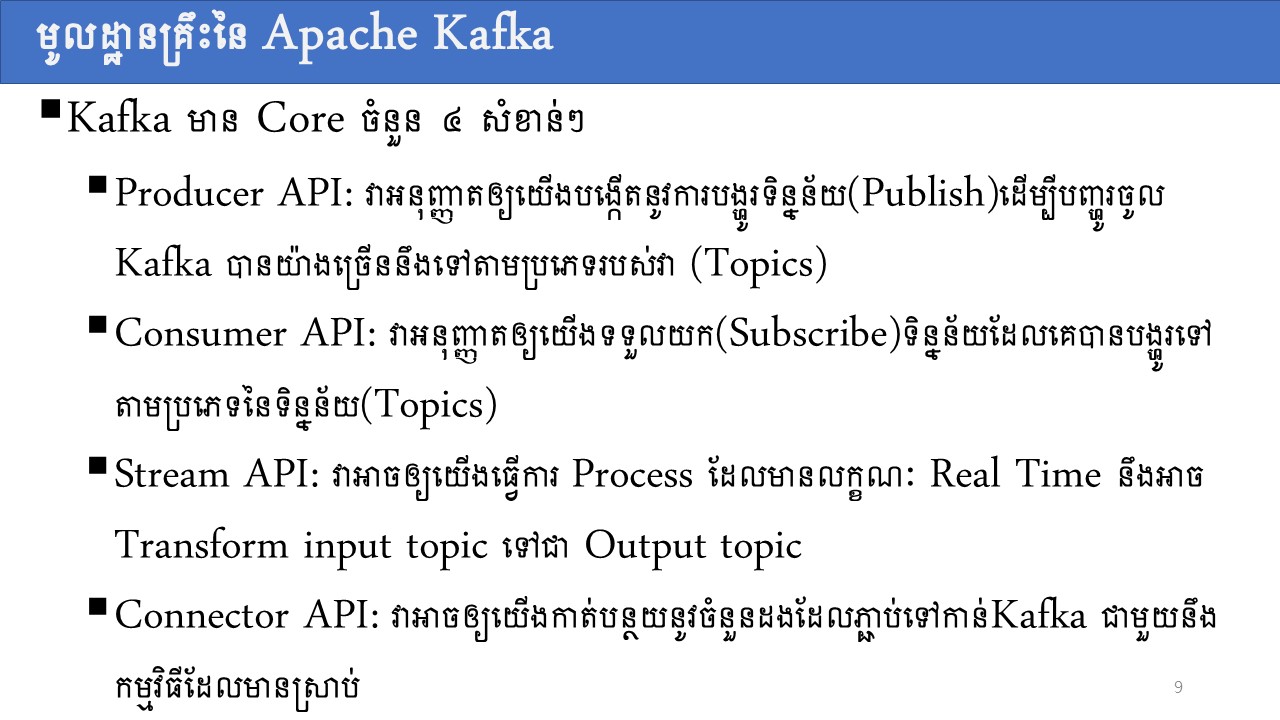 មូលដ្ឋានគ្រឹះនៃ Apache Kafka
▪Kafka មាន Core ចំនួន ៤ សំខាន់ៗ
▪Producer API: វាអនុញ្ញាតឲ្យយើងបង្កើតនូវការបង្ហូរទិន្នន័យ(Publish)ដើម្បីបញ្ហូរចូល
Kafka បានយ៉ាងច្រើននឹងទៅតាមប្រភេទរបស់វា (Topics)
▪Consumer API: វាអនុញ្ញាតឲ្យយើងទទួលយក(Subscribe)ទិន្នន័យដែលគេបានបង្ហូរទៅ
តាមប្រភេទនៃទិន្នន័យ(Topics)
▪Stream API: វាអាចឲ្យយើងធ្វើការ Process ដែលមានលក្ខណៈ Real Time នឹងអាច
Transform input topic ទៅជា Output topic
▪Connector API: វាអាចឲ្យយើងកាត់បន្ថយនូវចំនួនដងដែលភ្ជាប់ទៅកាន់Kafka ជាមួយនឹង
កម្មវិធីដែលមានស្រាប់
9